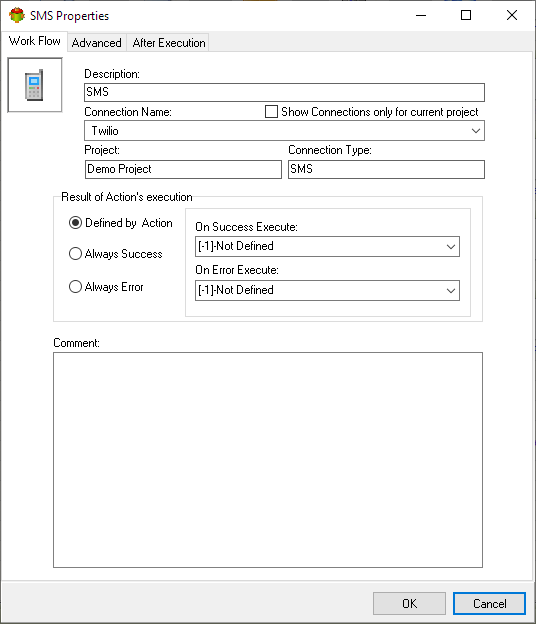 SMS Properties
Work Flow Advanced After Execution
Description:
SMS
Connection Name: Show Connections only for current project
Twilio
Project: Connection Type:
Demo Project SMS
Result of Action's execution
Defined by Action On Success Execute:
[-1]-Not Defined
Always Success
On Error Execute:
Always Error [-1]-Not Defined
Comment:
OK Cancel